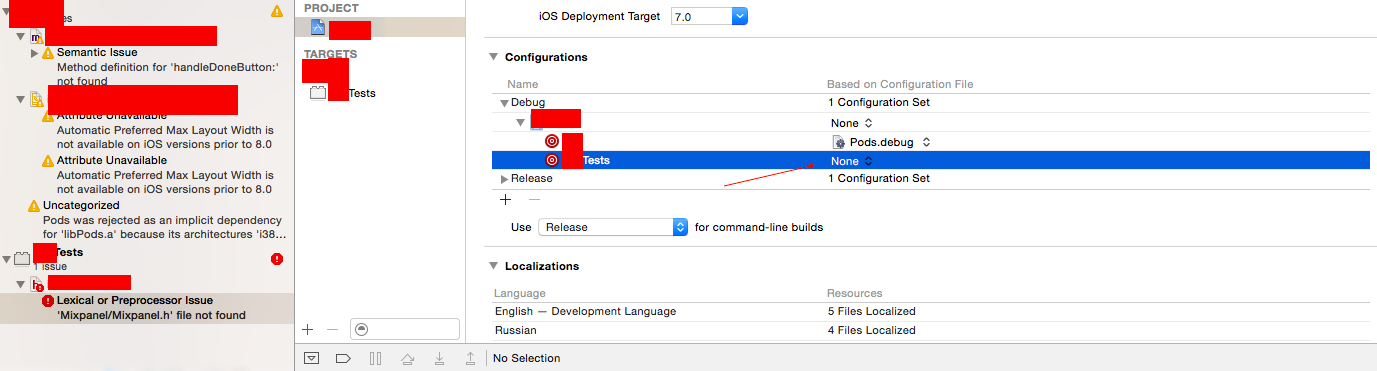 es
Semantic Issue
Method definition for 'handleDoneButton:'
not found
Attribute Unavailable
Automatic Preferred Max Layout Width is
not available on iOS versions prior to 8.0
Attribute Unavailable
Automatic Preferred Max Layout Width is
not available on iOS versions prior to 8.0
Uncategorized
Pods was rejected as an implicit dependency
for 'libPods.a' because its architectures 'i38...
Tests
1 issue
Lexical or Preprocessor Issue
'Mixpanel/Mixpanel.h' file not found
PROJECT
TARGETS
Tests
iOS Deployment Target 7.0
Configurations
Name Based on Configuration File
Debug 1 Configuration Set
None
Pods.debug
Tests None
Release 1 Configuration Set
Use Release for command-line builds
Localizations
Language Resources
English — Development Language 5 Files Localized
Russian 4 Files Localized
No Selection